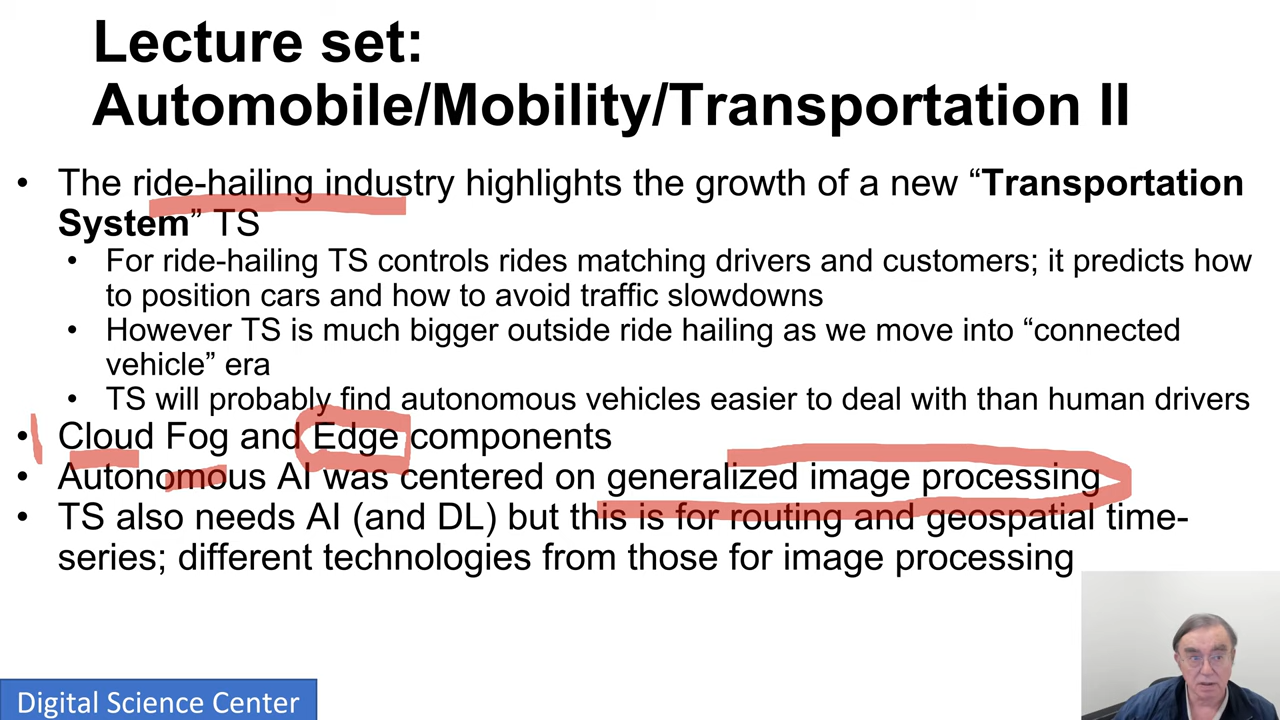 Lecture set:
Automobile/Mobility/Transportation II
• The ride-hailing industry highlights the growth of a new “Transportation
System” TS
• For ride-hailing TS controls rides matching drivers and customers; it predicts how
to position cars and how to avoid traffic slowdowns
• However TS is much bigger outside ride hailing as we move into “connected
vehicle” era
• TS will probably find autonomous vehicles easier to deal with than human drivers
• Cloud Fog and Edge components
• Autonomous AI was centered on generalized image processing
• TS also needs AI (and DL) but this is for routing and geospatial time-
series; different technologies from those for image processing
Digital Science Center